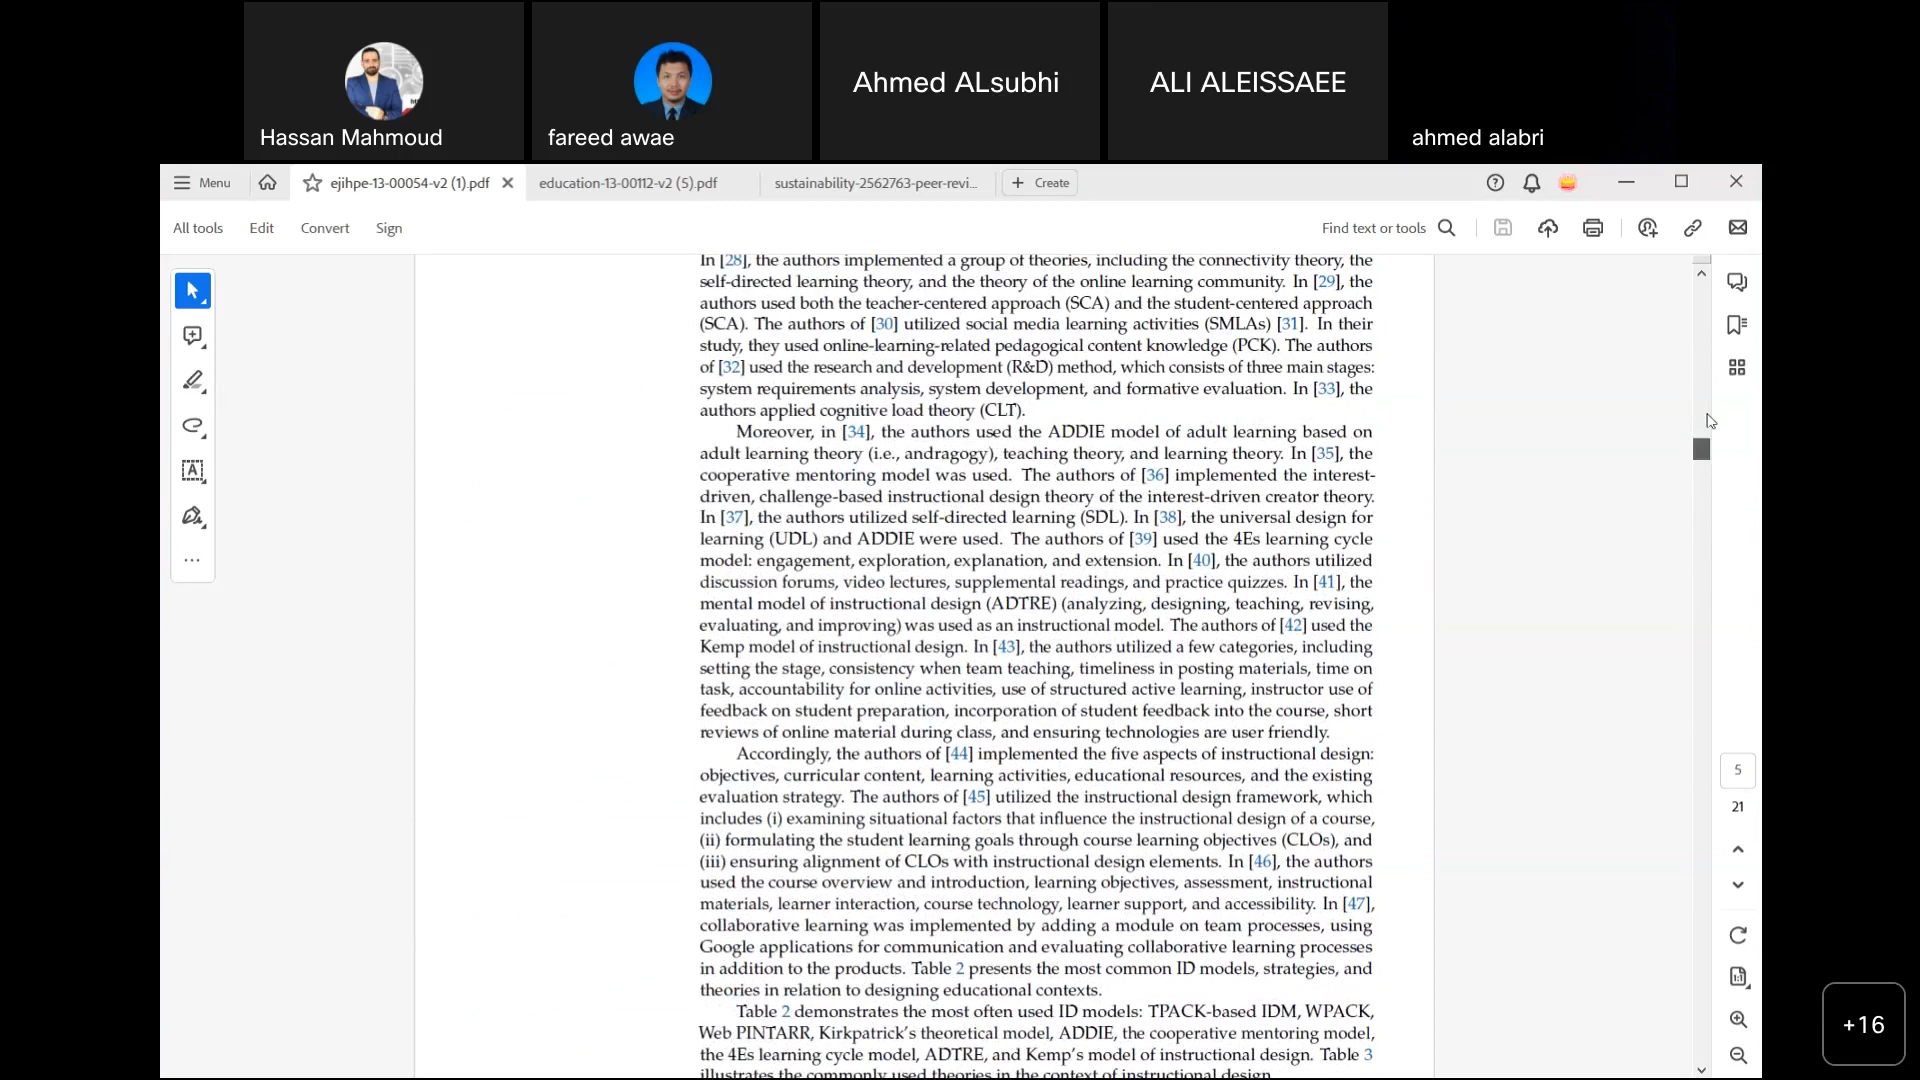 Hassan Mahmoud
fareed awae
Ahmed ALsubhi
ALI ALEISSAEE
ahmed alabri
Menu
ejihpe-13-00054-v2 (1).pdf
education-13-00112-v2 (5).pdf
sustainability-2562763-peer-revi...
+ Create
All tools
Edit
Convert
Sign
Find text or tools
In [28], the authors implemented a group of theories, including the connectivity theory, the
self-directed learning theory, and the theory of the online learning community. In [29], the
authors used both the teacher-centered approach (SCA) and the student-centered approach
(SCA). The authors of [30] utilized social media learning activities (SMLAs) [31]. In their
study, they used online-learning-related pedagogical content knowledge (PCK). The authors
of [32] used the research and development (R&D) method, which consists of three main stages:
system requirements analysis, system development, and formative evaluation. In [33], the
authors applied cognitive load theory (CLT).
Moreover, in [34], the authors used the ADDIE model of adult learning based on
adult learning theory (i.e., andragogy), teaching theory, and learning theory. In [35], the
cooperative mentoring model was used. The authors of [36] implemented the interest-
driven, challenge-based instructional design theory of the interest-driven creator theory.
In [37], the authors utilized self-directed learning (SDL). In [38], the universal design for
learning (UDL) and ADDIE were used. The authors of [39] used the 4Es learning cycle
model: engagement, exploration, explanation, and extension. In [40], the authors utilized
discussion forums, video lectures, supplemental readings, and practice quizzes. In [41], the
mental model of instructional design (ADTRE) (analyzing, designing, teaching, revising,
evaluating, and improving) was used as an instructional model. The authors of [42] used the
Kemp model of instructional design. In [43], the authors utilized a few categories, including
setting the stage, consistency when team teaching, timeliness in posting materials, time on
task, accountability for online activities, use of structured active learning, instructor use of
feedback on student preparation, incorporation of student feedback into the course, short
reviews of online material during class, and ensuring technologies are user friendly.
Accordingly, the authors of [44] implemented the five aspects of instructional design:
objectives, curricular content, learning activities, educational resources, and the existing
evaluation strategy. The authors of [45] utilized the instructional design framework, which
includes (i) examining situational factors that influence the instructional design of a course,
(ii) formulating the student learning goals through course learning objectives (CLOs), and
(iii) ensuring alignment of CLOs with instructional design elements. In [46], the authors
used the course overview and introduction, learning objectives, assessment, instructional
materials, learner interaction, course technology, learner support, and accessibility. In [47],
collaborative learning was implemented by adding a module on team processes, using
Google applications for communication and evaluating collaborative learning processes
in addition to the products. Table 2 presents the most common ID models, strategies, and
theories in relation to designing educational contexts.
Table 2 demonstrates the most often used ID models: TPACK-based IDM, WPACK,
Web PINTARR, Kirkpatrick's theoretical model, ADDIE, the cooperative mentoring model,
the 4Es learning cycle model, ADTRE, and Kemp's model of instructional design. Table 3
illustrates the commonly used theories in the context of instructional design.
5
21
+16